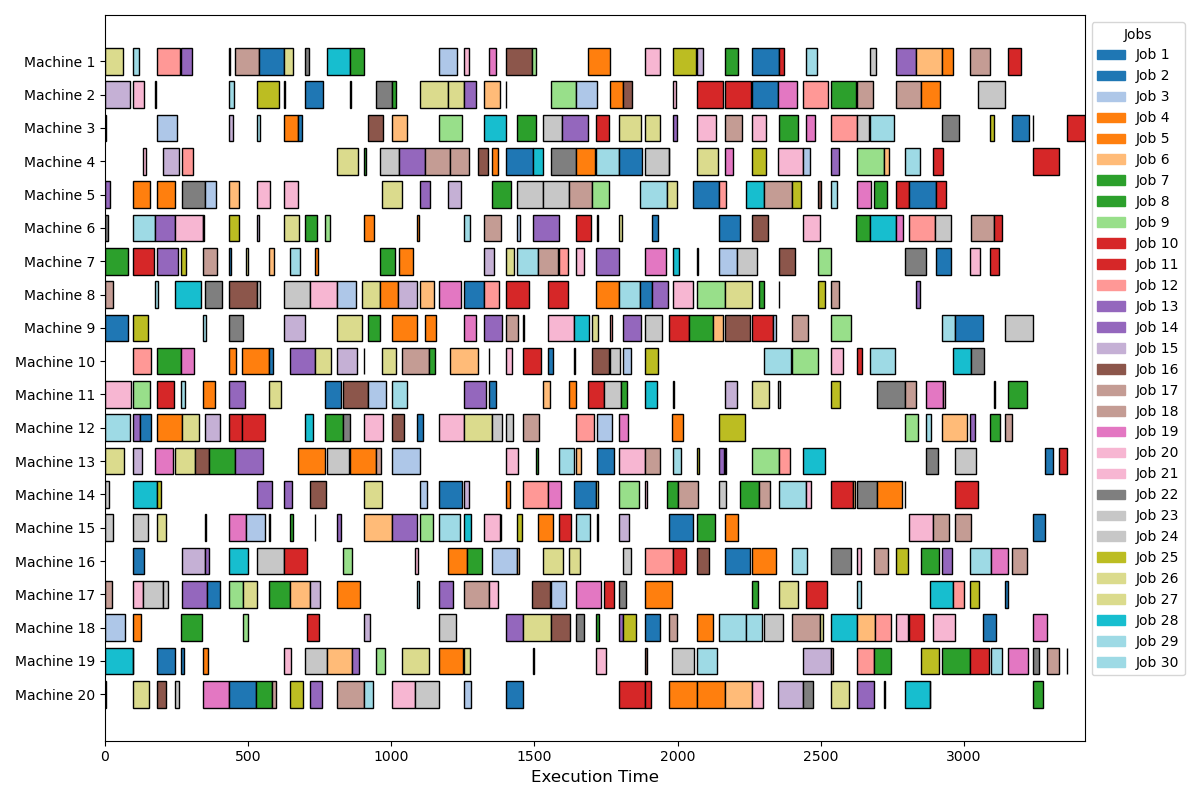 Machine 1
Machine 2
Machine 3
Machine 4
Machine 5
Machine 6
Machine 7
Machine 8
Machine 9
Machine 10
Machine 11
Machine 12
Machine 13
Machine 14
Machine 15
Machine 16
Machine 17
Machine 18
Machine 19
Machine 20
0 500 1000 1500 2000 2500 3000
Execution Time
Jobs
Job 1
Job 2
Job 3
Job 4
Job 5
Job 6
Job 7
Job 8
Job 9
Job 10
Job 11
Job 12
Job 13
Job 14
Job 15
Job 16
Job 17
Job 18
Job 19
Job 20
Job 21
Job 22
Job 23
Job 24
Job 25
Job 26
Job 27
Job 28
Job 29
Job 30